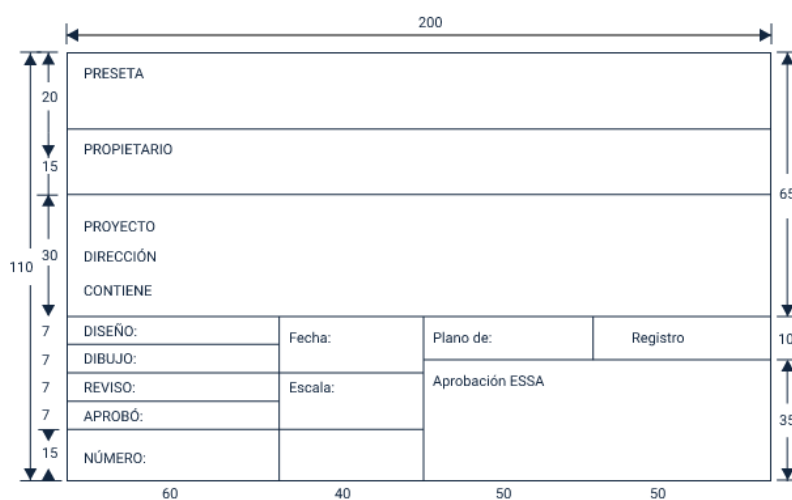 200
PRESETA
20
PROPIETARIO
15
65
PROYECTO
30
DIRECCIÓN
110
CONTIENE
7
DISEÑO:
Fecha:
Plano de:
Registro
10
7
DIBUJO:
7
REVISO:
Escala:
Aprobación ESSA
7
APROBÓ:
35
15
NÚMERO:
60
40
50
50